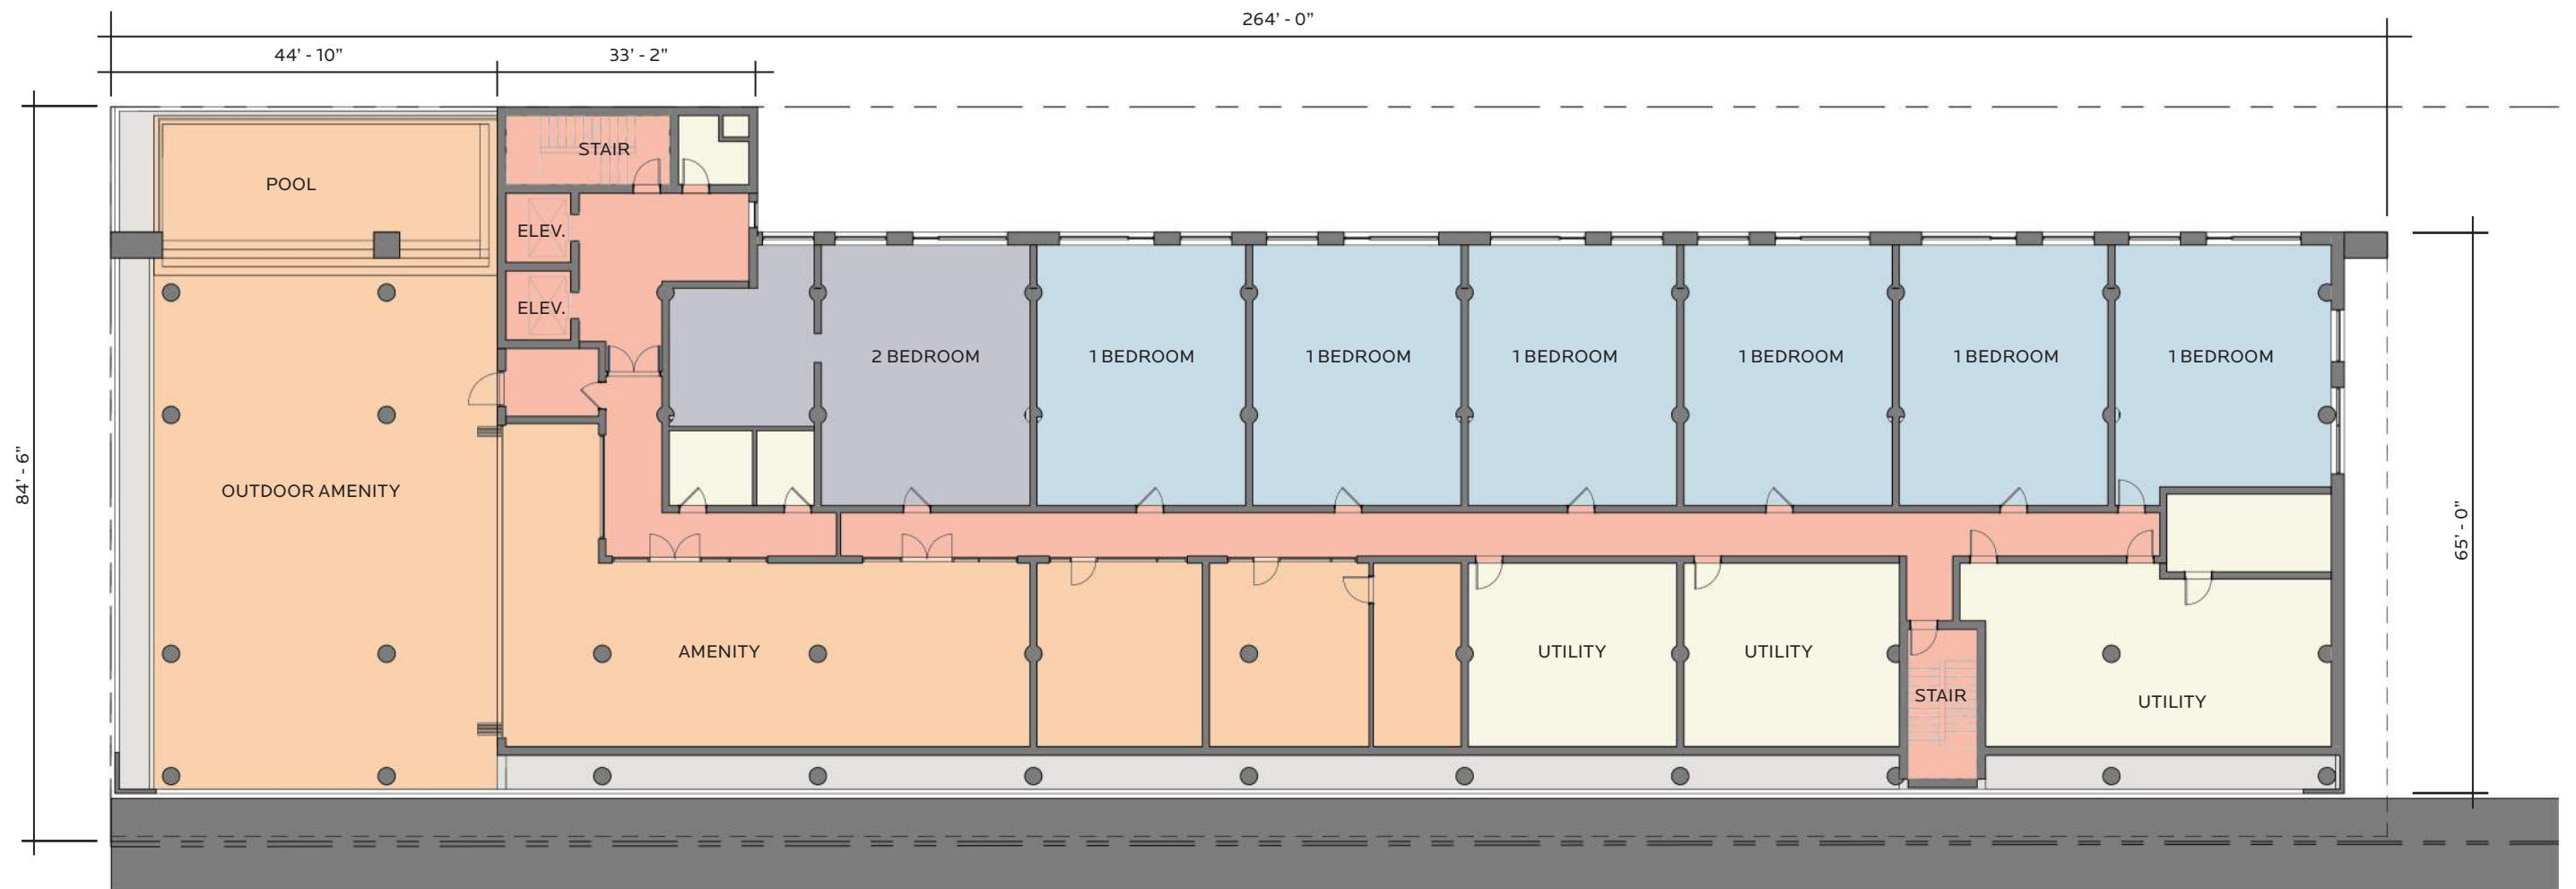 264’ - 0”
44’ - 10”
33’ - 2”
STAIR
POOL
ELEV.
ELEV.
2 BEDROOM
1 BEDROOM
1 BEDROOM
1 BEDROOM
1 BEDROOM
1 BEDROOM
1 BEDROOM
84’ - 6”
OUTDOOR AMENITY
65’ - 0”
AMENITY
UTILITY
UTILITY
STAIR
UTILITY